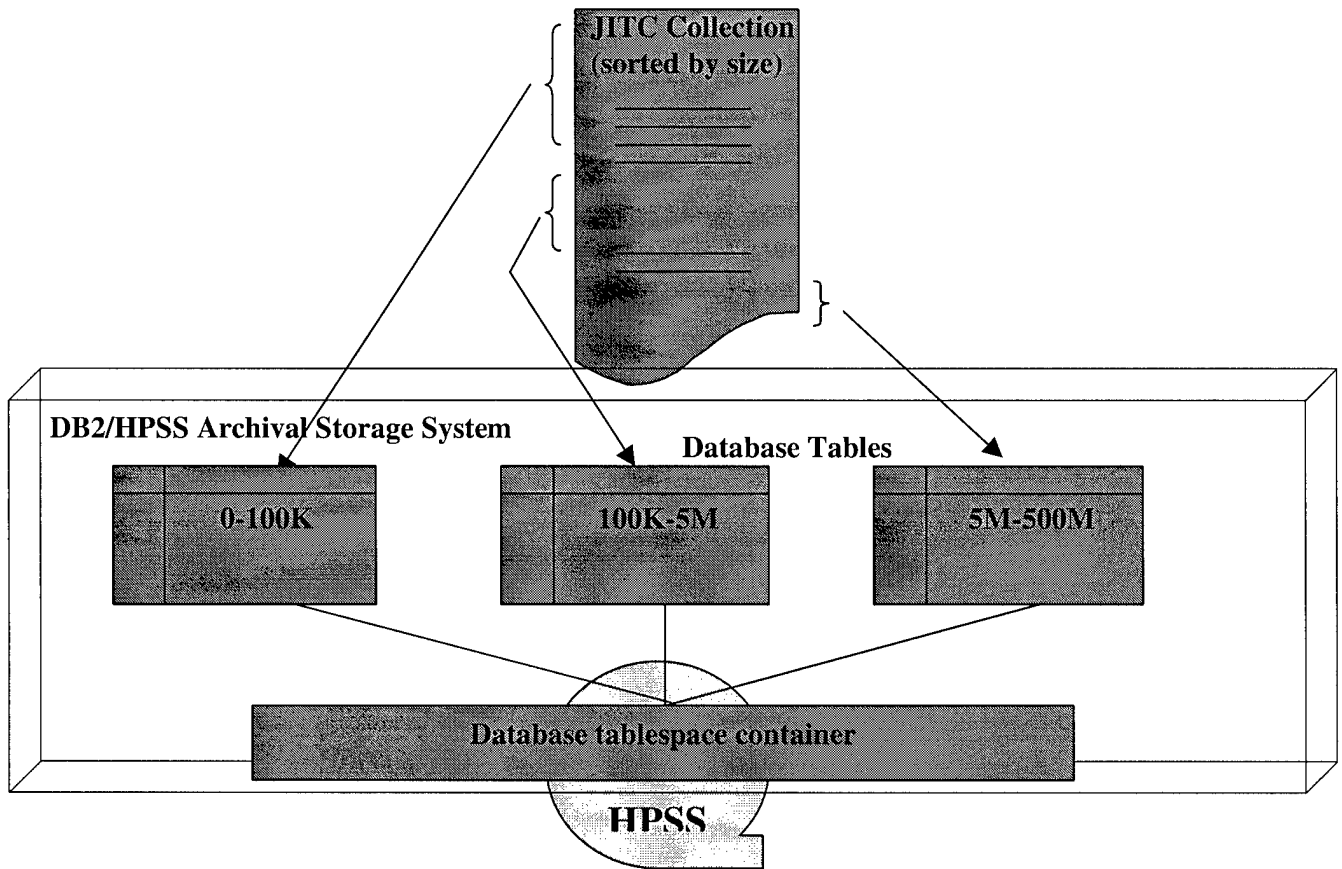 JITC Collection
(sorted by size)
DB2/HPSS Archival Storage System
Database Tables
0-100K
100K-5M
5M-500M
Database tablespace container
HPSS